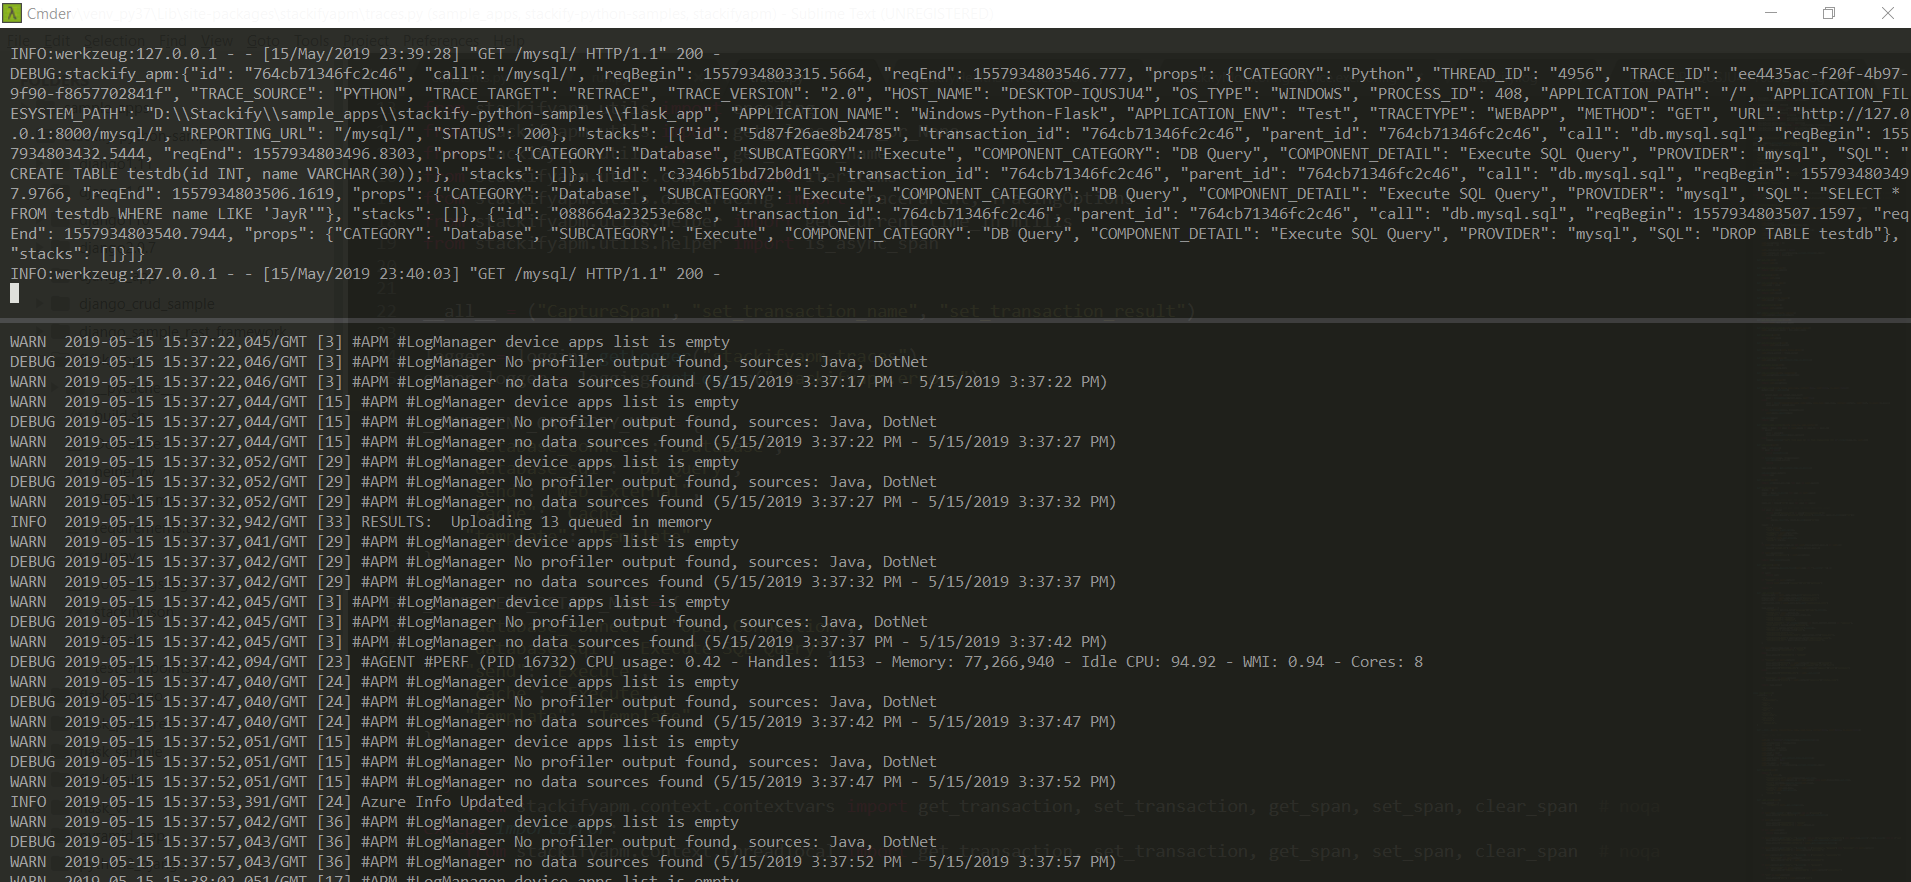 Cmder
INFO:werkzeug:127.0.0.1 - - [15/May/2019 23:39:28] "GET /mysql/ HTTP/1.1" 200 -
DEBUG:stackify_apm:{"id": "764cb71346fc2c46", "call": "/mysql/", "reqBegin": 1557934803315.5664, "reqEnd": 1557934803546.777, "props": {"CATEGORY": "Python", "THREAD_ID": "4956", "TRACE_ID": "ee4435ac-f20f-4b97-
9f90-f8657702841f", "TRACE_SOURCE": "PYTHON", "TRACE_TARGET": "RETRACE", "TRACE_VERSION": "2.0", "HOST_NAME": "DESKTOP-IQUSJU4", "OS_TYPE": "WINDOWS", "PROCESS_ID": 408, "APPLICATION_PATH": "/", "APPLICATION_FIL
ESYSTEM_PATH": "D:\\Stackify\\sample_apps\\stackify-python-samples\\flask_app", "APPLICATION_NAME": "Windows-Python-Flask", "APPLICATION_ENV": "Test", "TRACETYPE": "WEBAPP", "METHOD": "GET", "URL": "http://127.0
.0.1:8000/mysql/", "REPORTING_URL": "/mysql/", "STATUS": 200}, "stacks": [{"id": "5d87f26ae8b24785", "transaction_id": "764cb71346fc2c46", "parent_id": "764cb71346fc2c46", "call": "db.mysql.sql", "reqBegin": 155
7934803432.5444, "reqEnd": 1557934803496.8303, "props": {"CATEGORY": "Database", "SUBCATEGORY": "Execute", "COMPONENT_CATEGORY": "DB Query", "COMPONENT_DETAIL": "Execute SQL Query", "PROVIDER": "mysql", "SQL": "
CREATE TABLE testdb(id INT, name VARCHAR(30));"}, "stacks": []}, {"id": "c3346b51bd72b0d1", "transaction_id": "764cb71346fc2c46", "parent_id": "764cb71346fc2c46", "call": "db.mysql.sql", "reqBegin": 155793480349
7.9766, "reqEnd": 1557934803506.1619, "props": {"CATEGORY": "Database", "SUBCATEGORY": "Execute", "COMPONENT_CATEGORY": "DB Query", "COMPONENT_DETAIL": "Execute SQL Query", "PROVIDER": "mysql", "SQL": "SELECT *
FROM testdb WHERE name LIKE 'JayR'"}, "stacks": []}, {"id": "088664a23253e68c", "transaction_id": "764cb71346fc2c46", "parent_id": "764cb71346fc2c46", "call": "db.mysql.sql", "reqBegin": 1557934803507.1597, "req
End": 1557934803540.7944, "props": {"CATEGORY": "Database", "SUBCATEGORY": "Execute", "COMPONENT_CATEGORY": "DB Query", "COMPONENT_DETAIL": "Execute SQL Query", "PROVIDER": "mysql", "SQL": "DROP TABLE testdb"},
"stacks": []}]}
INFO:werkzeug:127.0.0.1 - - [15/May/2019 23:40:03] "GET /mysql/ HTTP/1.1" 200 -
django_crud_sample
22 __all__ ("CaptureSpan", "set_transaction_name", "set_transaction_result")
WARN 2019-05-15 15:37:22,045/GMT [3] #APM #LogManager device apps list is empty
DEBUG 2019-05-15 15:37:22,046/GMT [3] #APM #LogManager No profiler output found, sources: Java, DotNet
WARN 2019-05-15 15:37:22,046/GMT [3] #APM #LogManager no data sources found (5/15/2019 3:37:17 PM - 5/15/2019 3:37:22 PM)
WARN 2019-05-15 15:37:27,044/GMT [15] #APM #LogManager device apps list is empty
DEBUG 2019-05-15 15:37:27,044/GMT [15] #APM #LogManager No profiler output found, sources: Java, DotNet
WARN 2019-05-15 15:37:27,044/GMT [15] #APM #LogManager no data sources found (5/15/2019 3:37:22 PM - 5/15/2019 3:37:27 PM)
WARN 2019-05-15 15:37:32,052/GMT [29] #APM #LogManager device apps list is empty
DEBUG 2019-05-15 15:37:32,052/GMT [29] #APM #LogManager No profiler output found, sources: Java, DotNet
WARN 2019-05-15 15:37:32,052/GMT [29] #APM #LogManager no data sources found (5/15/2019 3:37:27 PM - 5/15/2019 3:37:32 PM)
INFO 2019-05-15 15:37:32,942/GMT [33] RESULTS: Uploading 13 queued in memory
WARN 2019-05-15 15:37:37,041/GMT [29] #APM #LogManager device apps list is empty
DEBUG 2019-05-15 15:37:37,042/GMT [29] #APM #LogManager No profiler output found, sources: Java, DotNet
WARN 2019-05-15 15:37:37,042/GMT [29] #APM #LogManager no data sources found (5/15/2019 3:37:32 PM - 5/15/2019 3:37:37 PM)
WARN 2019-05-15 15:37:42,045/GMT [3] #APM #LogManager device apps list is empty
DEBUG 2019-05-15 15:37:42,045/GMT [3] #APM #LogManager No profiler output found, sources: Java, DotNet
WARN 2019-05-15 15:37:42,045/GMT [3] #APM #LogManager no data sources found (5/15/2019 3:37:37 PM - 5/15/2019 3:37:42 PM)
DEBUG 2019-05-15 15:37:42,094/GMT [23] #AGENT #PERF (PID 16732) CPU usage: 0.42 - Handles: 1153 - Memory: 77,266,940 - Idle CPU: 94.92 - WMI: 0.94 - Cores: 8
WARN 2019-05-15 15:37:47,040/GMT [24] #APM #LogManager device apps list is empty
DEBUG 2019-05-15 15:37:47,040/GMT [24] #APM #LogManager No profiler output found, sources: Java, DotNet
WARN 2019-05-15 15:37:47,040/GMT [24] #APM #LogManager no data sources found (5/15/2019 3:37:42 PM - 5/15/2019 3:37:47 PM)
WARN 2019-05-15 15:37:52,051/GMT [15] #APM #LogManager device apps list is empty
DEBUG 2019-05-15 15:37:52,051/GMT [15] #APM #LogManager No profiler output found, sources: Java, DotNet
WARN 2019-05-15 15:37:52,051/GMT [15] #APM #LogManager no data sources found (5/15/2019 3:37:47 PM - 5/15/2019 3:37:52 PM)
INFO 2019-05-15 15:37:53,391/GMT [24] Azure Info Updated
WARN 2019-05-15 15:37:57,042/GMT [36] #APM #LogManager device apps list is empty
DEBUG 2019-05-15 15:37:57,043/GMT [36] #APM #LogManager No profiler output found, sources: Java, DotNet
WARN 2019-05-15 15:37:57,043/GMT [36] #APM #LogManager no data sources found (5/15/2019 3:37:52 PM - 5/15/2019 3:37:57 PM)
WARN 2019-05-15 15:38:02,051/GMT [17] #APM #LogManager device apps list is empty